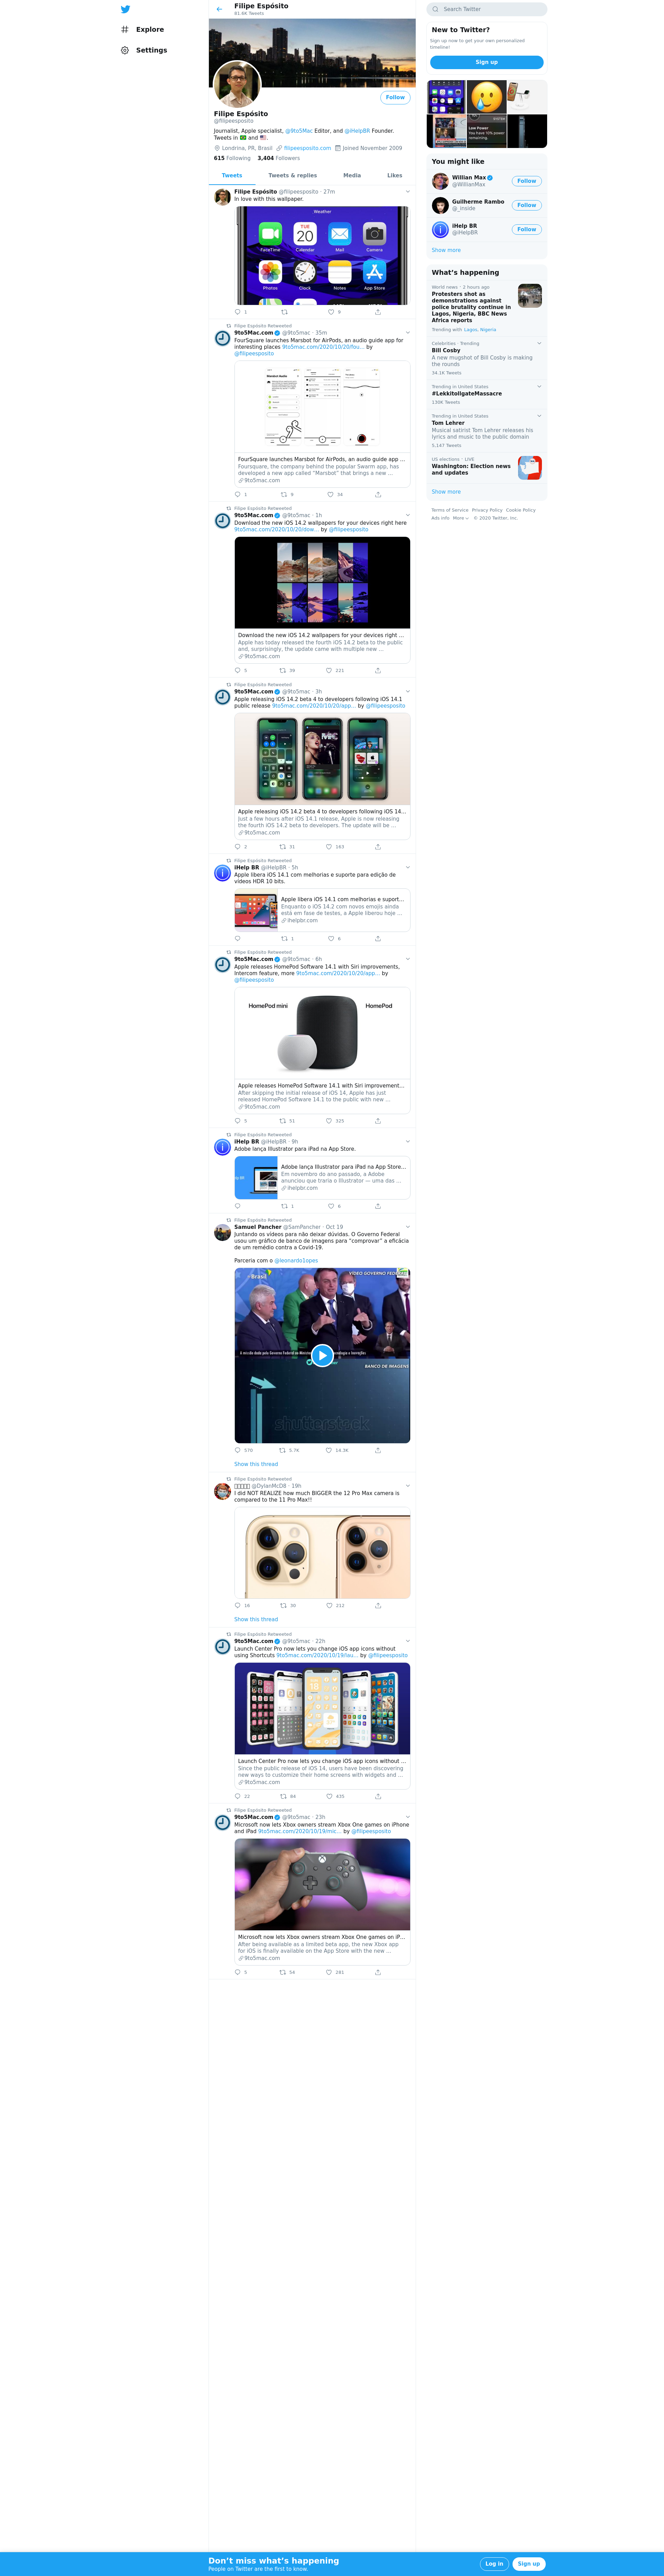 Explore
Settings
Filipe Espósito
81.6K Tweets
Follow
Filipe Espósito
@filipeesposito
Journalist, Apple specialist, @9to5Mac Editor, and @iHelpBR Founder.
Tweets in 🇧🇷 and 🇺🇸.
Londrina, PR, Brasil filipeesposito.com Joined November 2009
615 Following 3,404 Followers
Tweets Tweets & replies Media Likes
Filipe Espósito @filipeesposito · 27m
In love with this wallpaper.
Weather
TUE
20
FaceTime Calendar Mail Camera
Photos Clock Notes App Store
1 9
Filipe Espósito Retweeted
9to5Mac.com @9to5mac · 35m
FourSquare launches Marsbot for AirPods, an audio guide app for
interesting places 9to5mac.com/2020/10/20/fou… by
@filipeesposito
FourSquare launches Marsbot for AirPods, an audio guide app …
Foursquare, the company behind the popular Swarm app, has
developed a new app called “Marsbot” that brings a new …
9to5mac.com
1 9 34
Filipe Espósito Retweeted
9to5Mac.com @9to5mac · 1h
Download the new iOS 14.2 wallpapers for your devices right here
9to5mac.com/2020/10/20/dow… by @filipeesposito
Download the new iOS 14.2 wallpapers for your devices right …
Apple has today released the fourth iOS 14.2 beta to the public
and, surprisingly, the update came with multiple new …
9to5mac.com
5 39 221
Filipe Espósito Retweeted
9to5Mac.com @9to5mac · 3h
Apple releasing iOS 14.2 beta 4 to developers following iOS 14.1
public release 9to5mac.com/2020/10/20/app… by @filipeesposito
Apple releasing iOS 14.2 beta 4 to developers following iOS 14…
Just a few hours after iOS 14.1 release, Apple is now releasing
the fourth iOS 14.2 beta to developers. The update will be …
9to5mac.com
2 31 163
Filipe Espósito Retweeted
iHelp BR @iHelpBR · 5h
Apple libera iOS 14.1 com melhorias e suporte para edição de
vídeos HDR 10 bits.
Apple libera iOS 14.1 com melhorias e suport…
Enquanto o iOS 14.2 com novos emojis ainda
está em fase de testes, a Apple liberou hoje …
ihelpbr.com
1 6
Filipe Espósito Retweeted
9to5Mac.com @9to5mac · 6h
Apple releases HomePod Software 14.1 with Siri improvements,
Intercom feature, more 9to5mac.com/2020/10/20/app… by
@filipeesposito
HomePod mini HomePod
Apple releases HomePod Software 14.1 with Siri improvement…
After skipping the initial release of iOS 14, Apple has just
released HomePod Software 14.1 to the public with new …
9to5mac.com
5 51 325
Filipe Espósito Retweeted
iHelp BR @iHelpBR · 9h
Adobe lança Illustrator para iPad na App Store.
Adobe lança Illustrator para iPad na App Store…
Em novembro do ano passado, a Adobe
anunciou que traria o Illustrator — uma das …
ihelpbr.com
1 6
Filipe Espósito Retweeted
Samuel Pancher @SamPancher · Oct 19
Juntando os vídeos para não deixar dúvidas. O Governo Federal
usou um gráfico de banco de imagens para “comprovar” a eficácia
de um remédio contra a Covid-19.
Parceria com o @leonardo1opes
Brasil
VÍDEO GOVERNO FEDERAL
BANCO DE IMAGENS
shutterstock
570 5.7K 14.3K
Show this thread
Filipe Espósito Retweeted
@DylanMcD8 · 19h
I did NOT REALIZE how much BIGGER the 12 Pro Max camera is
compared to the 11 Pro Max!!
16 30 212
Show this thread
Filipe Espósito Retweeted
9to5Mac.com @9to5mac · 22h
Launch Center Pro now lets you change iOS app icons without
using Shortcuts 9to5mac.com/2020/10/19/lau… by @filipeesposito
Launch Center Pro now lets you change iOS app icons without …
Since the public release of iOS 14, users have been discovering
new ways to customize their home screens with widgets and …
9to5mac.com
22 84 435
Filipe Espósito Retweeted
9to5Mac.com @9to5mac · 23h
Microsoft now lets Xbox owners stream Xbox One games on iPhone
and iPad 9to5mac.com/2020/10/19/mic… by @filipeesposito
Microsoft now lets Xbox owners stream Xbox One games on iP…
After being available as a limited beta app, the new Xbox app
for iOS is finally available on the App Store with the new …
9to5mac.com
5 54 281
Search Twitter
New to Twitter?
Sign up now to get your own personalized
timeline!
Sign up
Low Power
You have 10% power
remaining.
You might like
Willian Max
@WillianMax
Follow
Guilherme Rambo
@_inside
Follow
iHelp BR
@iHelpBR
Follow
Show more
What’s happening
World news · 2 hours ago
Protesters shot as
demonstrations against
police brutality continue in
Lagos, Nigeria, BBC News
Africa reports
Trending with Lagos, Nigeria
Celebrities · Trending
Bill Cosby
A new mugshot of Bill Cosby is making
the rounds
34.1K Tweets
Trending in United States
#LekkitollgateMassacre
130K Tweets
Trending in United States
Tom Lehrer
Musical satirist Tom Lehrer releases his
lyrics and music to the public domain
5,147 Tweets
US elections · LIVE
Washington: Election news
and updates
Show more
Terms of Service Privacy Policy Cookie Policy
Ads info More © 2020 Twitter, Inc.
Don’t miss what’s happening
People on Twitter are the first to know.
Log in
Sign up